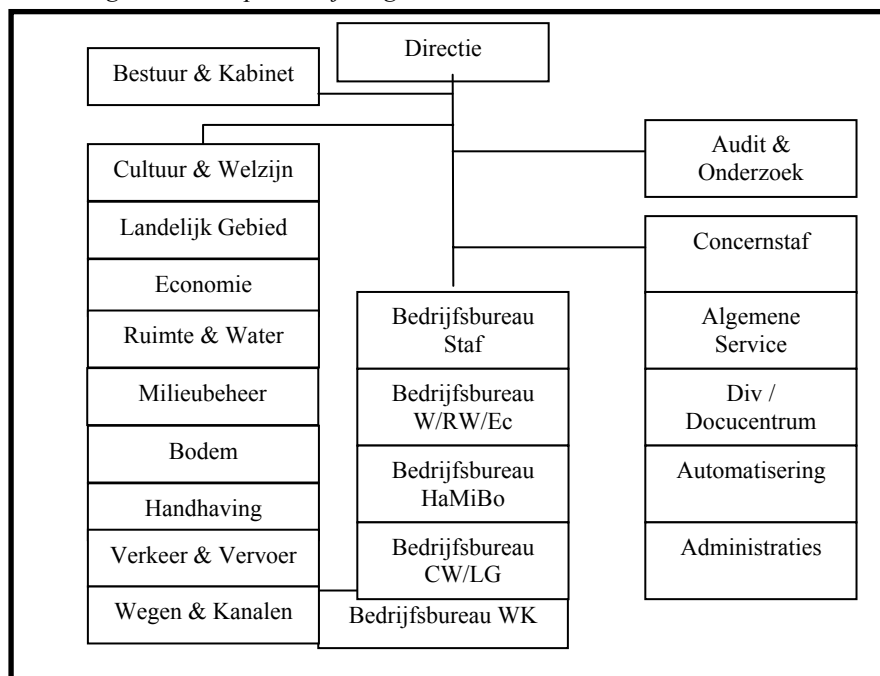 Directie
Bestuur & Kabinet
Cultuur & Welzijn
Landelijk Gebied
Economie
Ruimte & Water
Milieubeheer
Bodem
Handhaving
Verkeer & Vervoer
Wegen & Kanalen
Bedrijfsbureau
Staf
Bedrijfsbureau
W/RW/Ec
Bedrijfsbureau
HaMiBo
Bedrijfsbureau
CW/LG
Bedrijfsbureau WK
Audit &
Onderzoek
Concernstaf
Algemene
Service
Div /
Docucentrum
Automatisering
Administraties